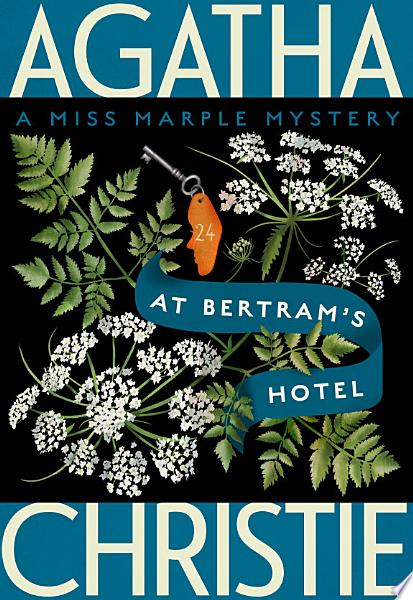 AGATHA
A MISS MARPLE MYSTERY
24
AT BERTRAM'S
HOTEL
CHRISTIE